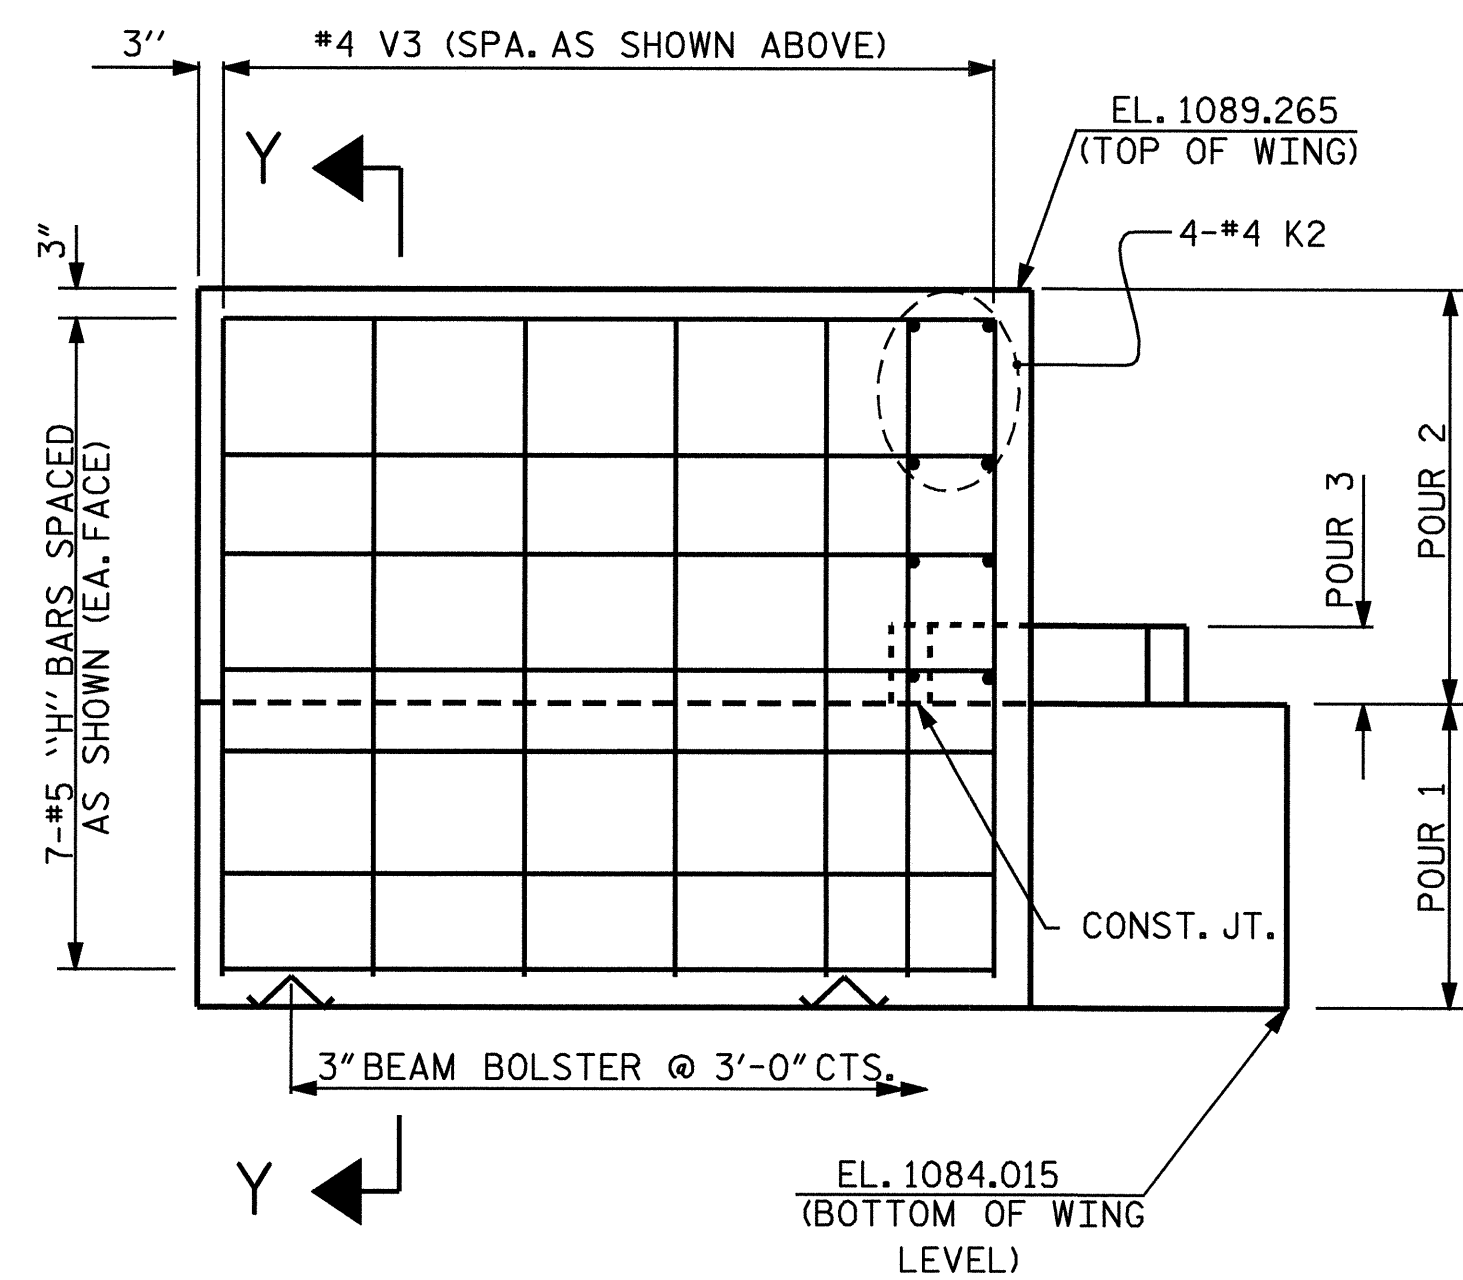 3"
#4 V3 (SPA. AS SHOWN ABOVE)
EL. 1089.265
(TOP OF WING)
Y
4-#4 K2
3"
7-#5 "H" BARS SPACED
AS SHOWN (EA. FACE)
POUR 3
POUR 2
POUR 1
CONST. JT.
3" BEAM BOLSTER @ 3'-0" CTS.
Y
EL. 1084.015
(BOTTOM OF WING
LEVEL)